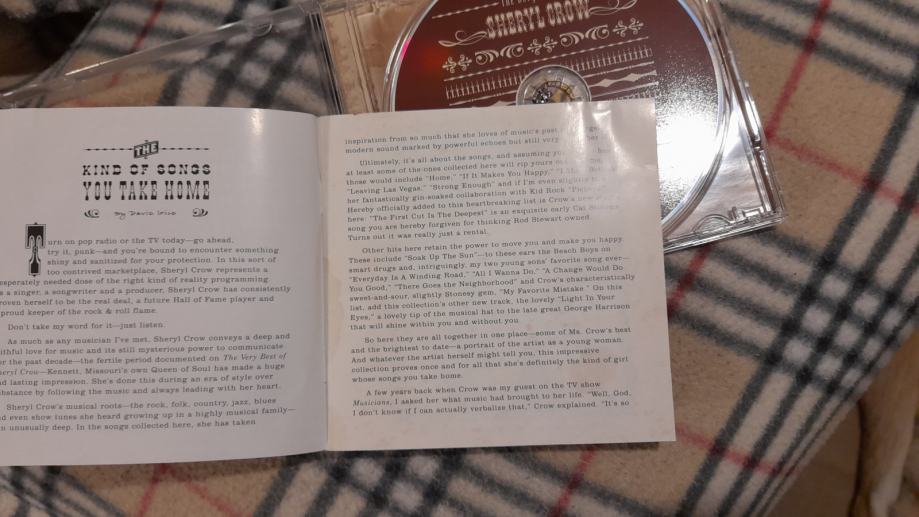 SHERYL CROW
THE
KIND OF SONGS
YOU TAKE HOME
By David Wild
Turn on pop radio or the TV today—go ahead,
try it, punk—and you're bound to encounter something
shiny and sanitized for your protection. In this sort of
too contrived marketplace, Sheryl Crow represents a
esperately needed dose of the right kind of reality programming
s a singer, a songwriter and a producer, Sheryl Crow has consistently
roven herself to be the real deal, a future Hall of Fame player and
proud keeper of the rock & roll flame.
Don't take my word for it—just listen.
As much as any musician I've met, Sheryl Crow conveys a deep and
ithful love for music and its still mysterious power to communicate
r the past decade—the fertile period documented on The Very Best of
heryl Crow—Kennett, Missouri's own Queen of Soul has made a huge
nd lasting impression. She's done this during an era of style over
bstance by following the music and always leading with her heart.
Sheryl Crow's musical roots—the rock, folk, country, jazz, blues
d even show tunes she heard growing up in a highly musical family—
n unusually deep. In the songs collected here, she has taken
inspiration from so much that she loves of music's past
modern sound marked by powerful echoes but still very
Ultimately, it's all about the songs, and assuming you
at least some of the ones collected here will rip yours
those would include "Home," "If It Makes You Happy,"
"Leaving Las Vegas," "Strong Enough" and if I'm even slightly
her fantastically gin-soaked collaboration with Kid Rock
Hereby officially added to this heartbreaking list is Crow's new
here: "The First Cut Is The Deepest" is an exquisite early Cat
song you are hereby forgiven for thinking Rod Stewart owned.
Turns out it was really just a rental.
Other hits here retain the power to move you and make you happy.
These include "Soak Up The Sun"—to these ears the Beach Boys on
smart drugs and, intriguingly, my two young sons' favorite song ever—
"Everyday Is A Winding Road," "All I Wanna Do," "A Change Would Do
You Good," "There Goes the Neighborhood" and Crow's characteristically
sweet-and-sour, slightly Stonesy gem, "My Favorite Mistake." On this
list, add this collection's other new track, the lovely "Light In Your
Eyes," a lovely tip of the musical hat to the late great George Harrison
that will shine within you and without you.
So here they are all together in one place—some of Ms. Crow's best
and the brightest to date—a portrait of the artist as a young woman.
And whatever the artist herself might tell you, this impressive
collection proves once and for all that she's definitely the kind of girl
whose songs you take home.
A few years back when Crow was my guest on the TV show
Musicians, I asked her what music had brought to her life. "Well, God,
I don't know if I can actually verbalize that," Crow explained. "It's so